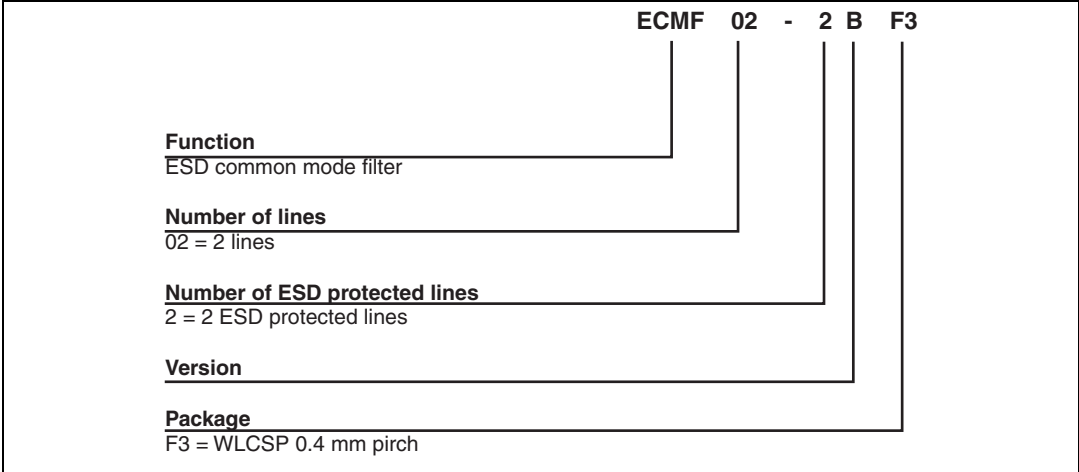 ECMF 02 - 2 B F3
Function
ESD common mode filter
Number of lines
02 = 2 lines
Number of ESD protected lines
2 = 2 ESD protected lines
Version
Package
F3 = WLCSP 0.4 mm pirch